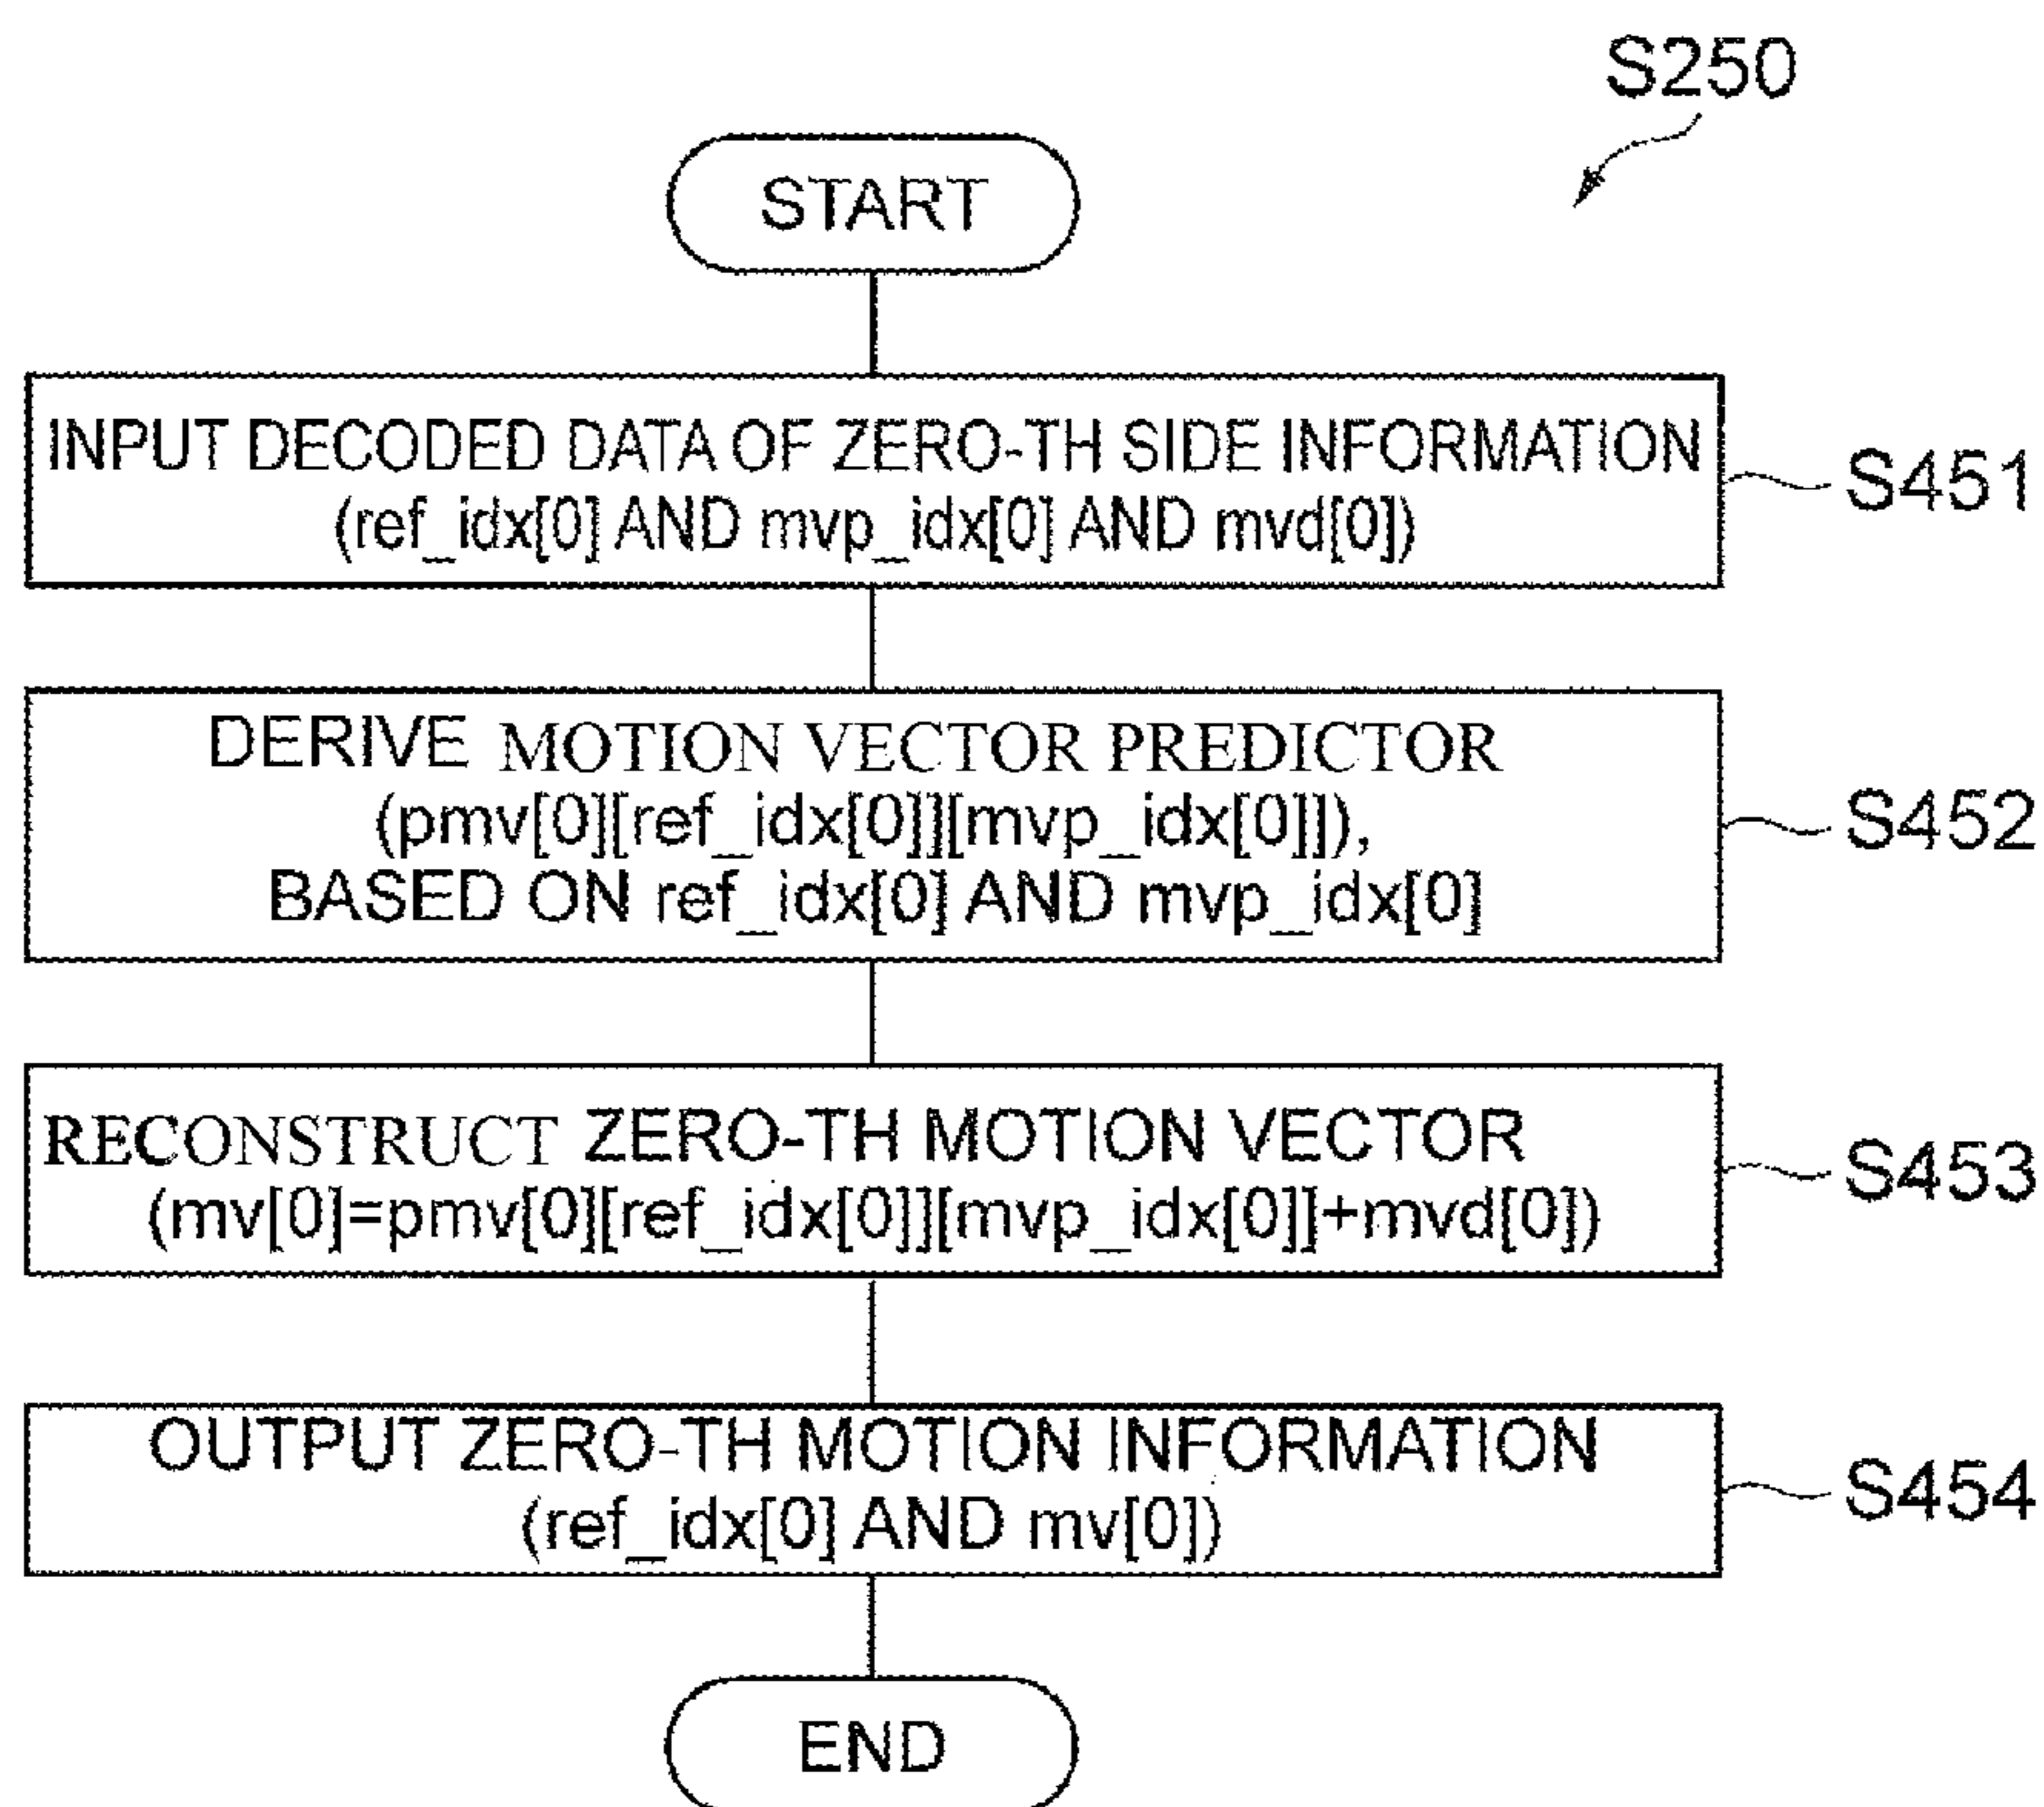 S250
START
INPUT DECODED DATA OF ZERO-TH SIDE INFORMATION
(ref_idx[0] AND mvp_idx[0] AND mvd[0])
S451
DERIVE MOTION VECTOR PREDICTOR
(pmv[0][ref_idx[0]][mvp_idx[0]]),
BASED ON ref_idx[0] AND mvp_idx[0]
S452
RECONSTRUCT ZERO-TH MOTION VECTOR
(mv[0]=pmv[0][ref_idx[0]][mvp_idx[0]]+mvd[0])
S453
OUTPUT ZERO-TH MOTION INFORMATION
(ref_idx[0] AND mv[0])
S454
END